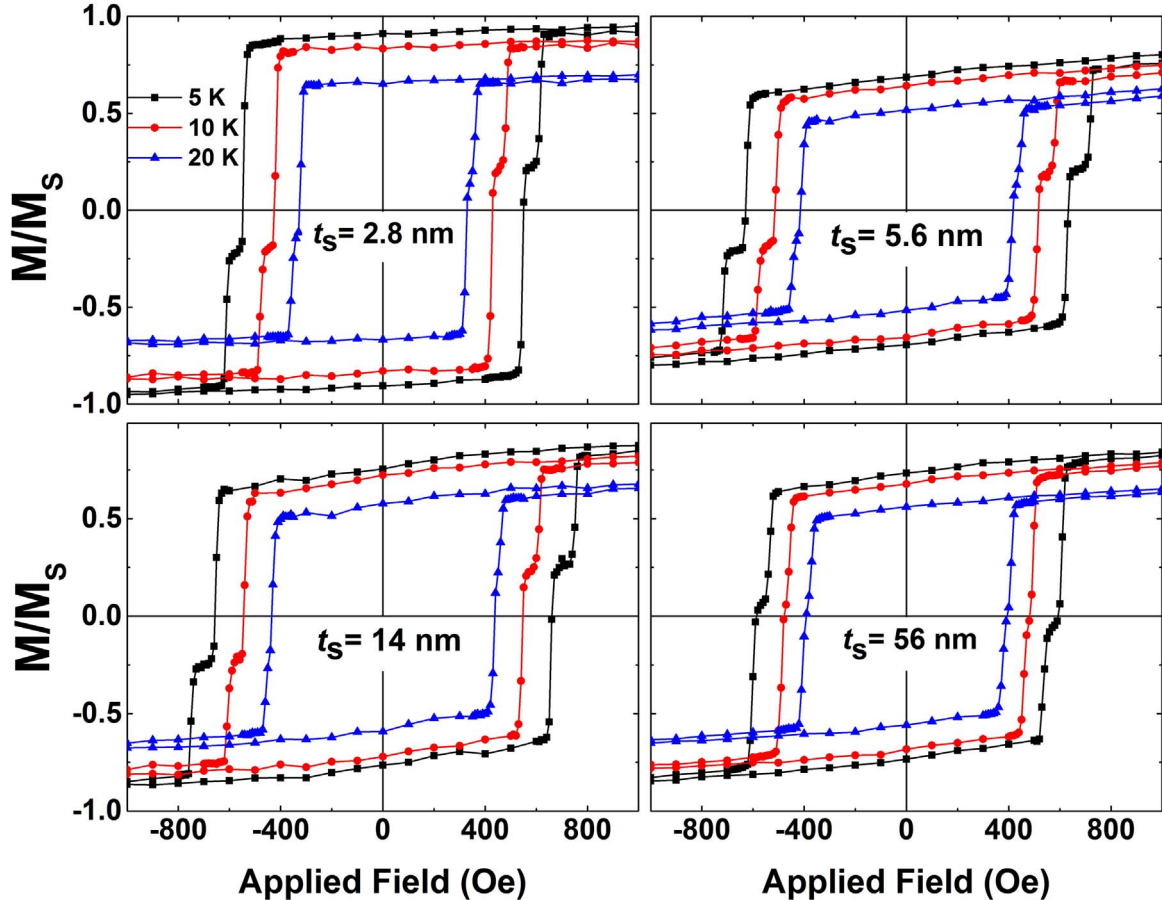 M/MS
1.0
0.5
0.0
-0.5
-1.0
5 K
10 K
20 K
ts= 2.8 nm
ts= 5.6 nm
M/MS
0.5
0.0
-0.5
-1.0
ts= 14 nm
ts= 56 nm
-800 -400 0 400 800
-800 -400 0 400 800
Applied Field (Oe)
Applied Field (Oe)